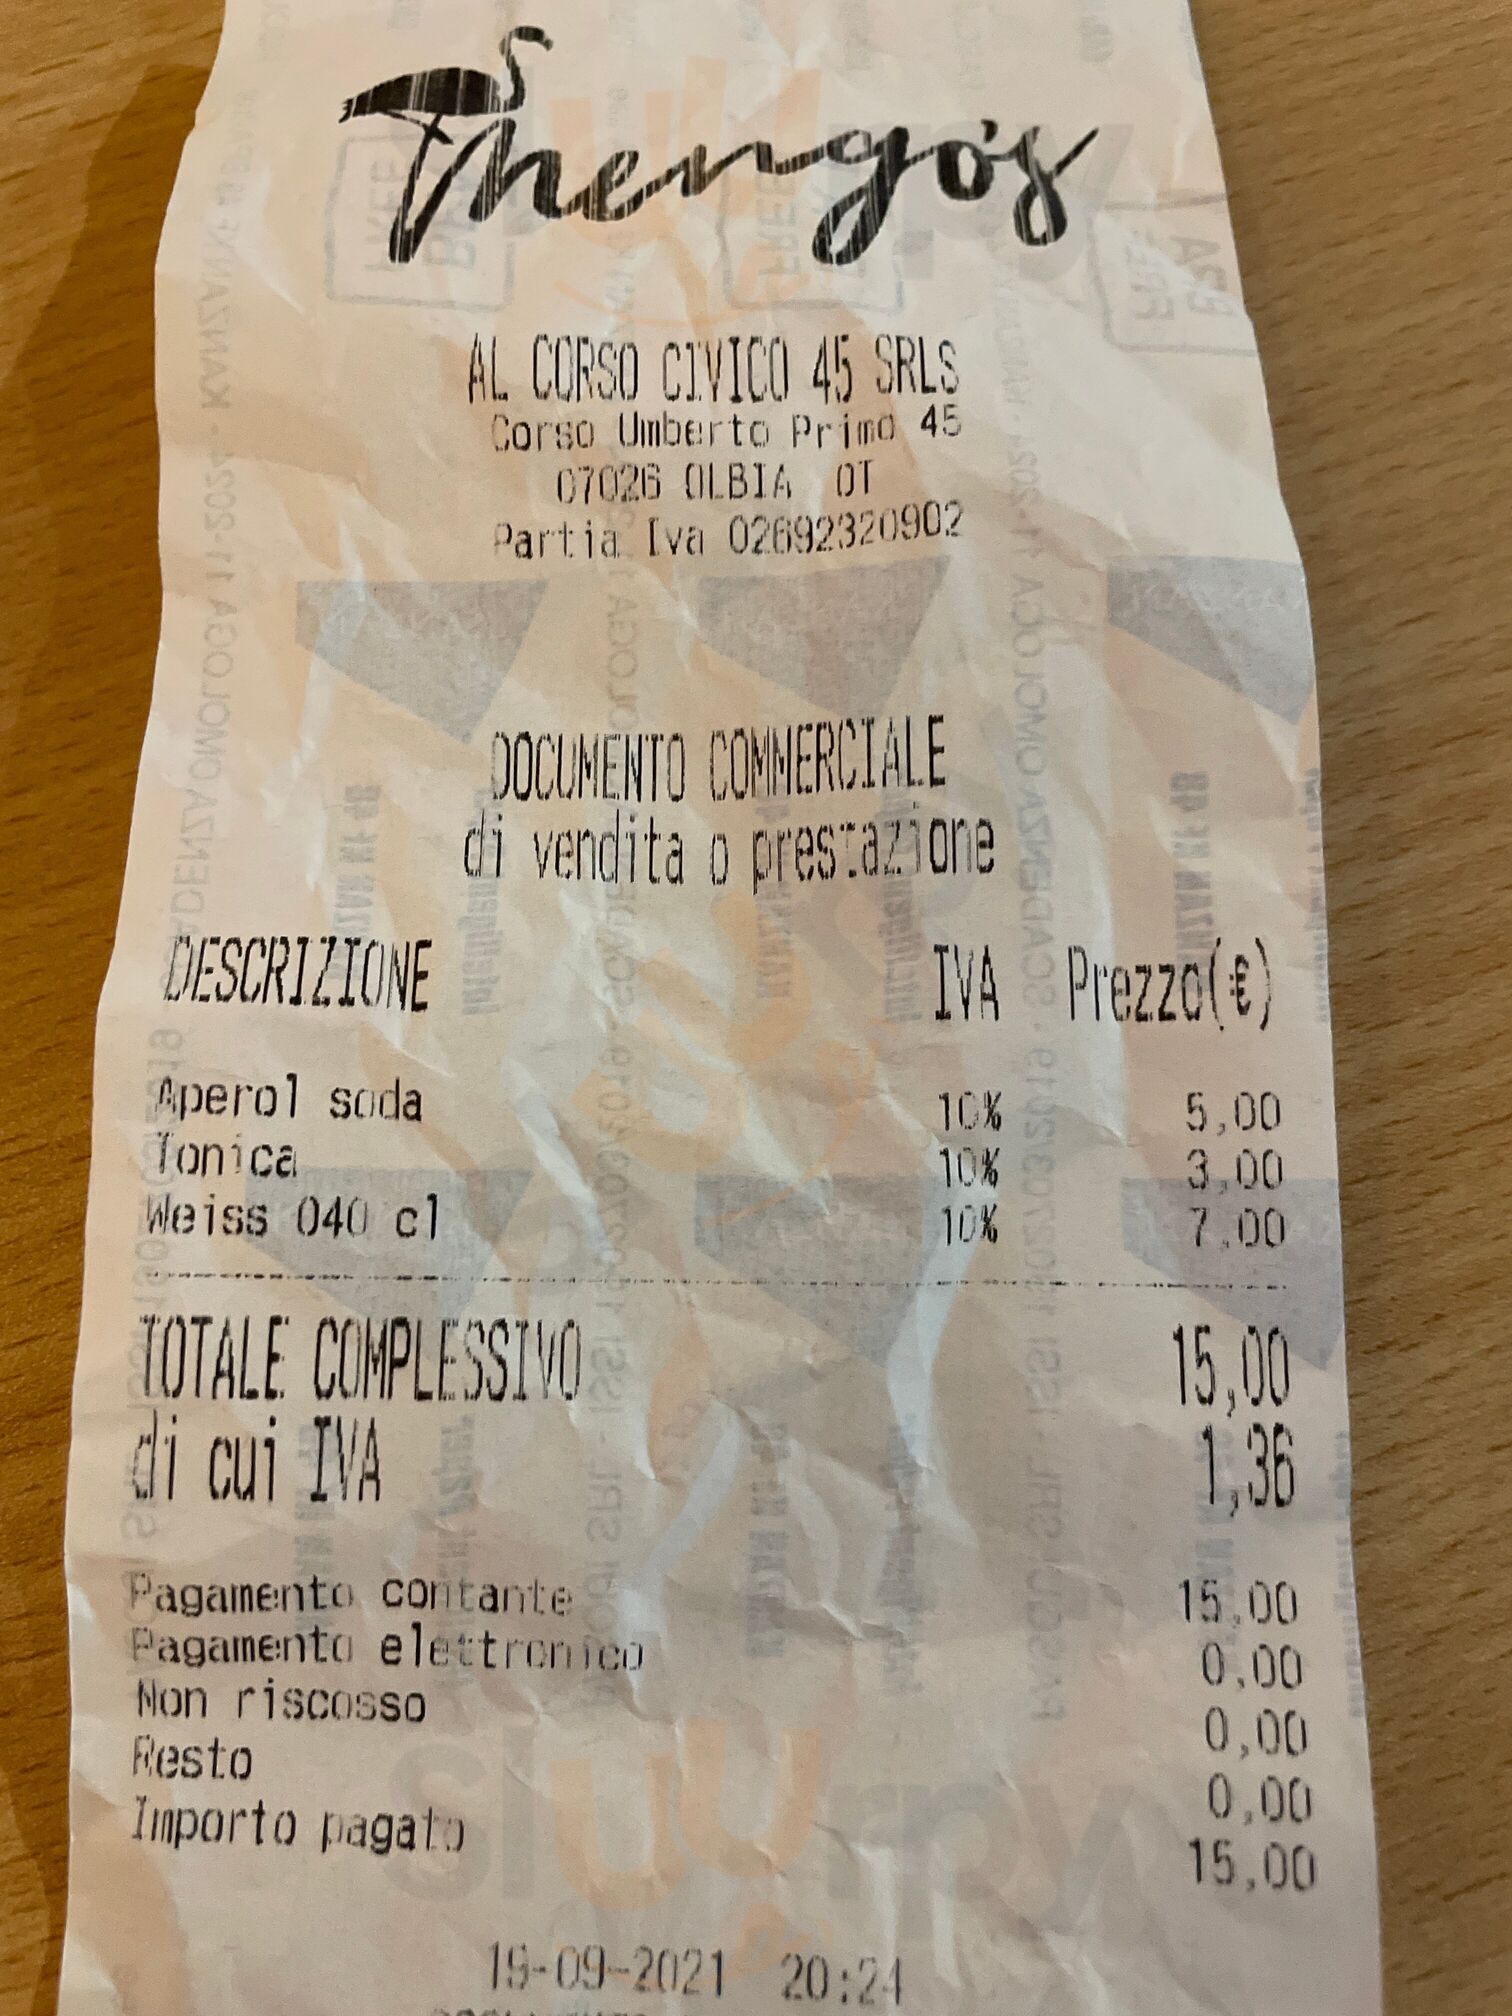 Thengo's
AL CORSO CIVICO 45 SRLS
Corso Umberto Primo 45
07026 OLBIA OT
Partia Iva 02692320902
DOCUMENTO COMMERCIALE
di vendita o prestazione
DESCRIZIONE IVA Prezzo(€)
Aperol soda 10% 5,00
Tonica 10% 3,00
Weiss 040 cl 10% 7,00
TOTALE COMPLESSIVO 15,00
di cui IVA 1,36
Pagamento contante 15,00
Pagamento elettronico 0,00
Non riscosso 0,00
Resto 0,00
Importo pagato 15,00
19-09-2021 20:24